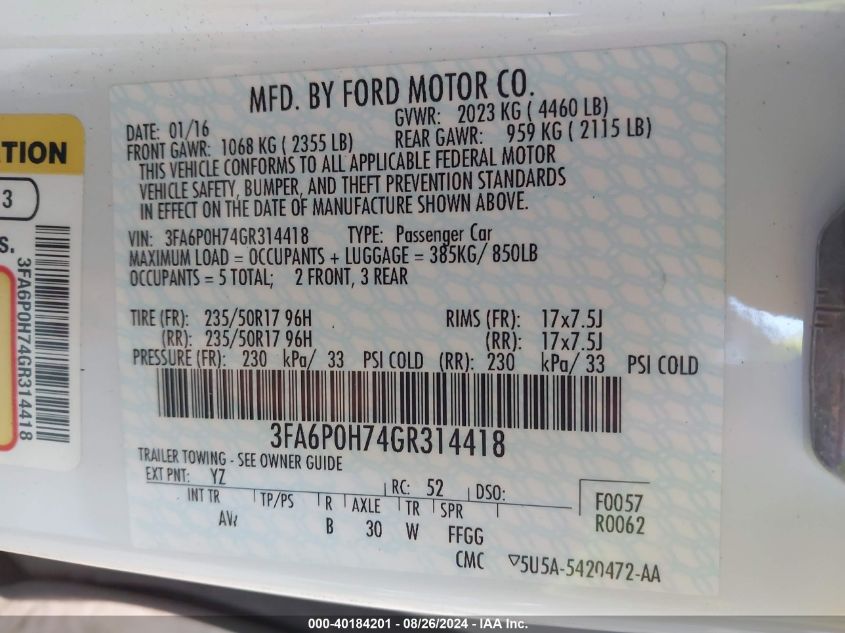 MFD. BY FORD MOTOR CO.
DATE: 01/16 GVWR: 2023 KG ( 4460 LB)
FRONT GAWR: 1068 KG ( 2355 LB) REAR GAWR: 959 KG ( 2115 LB)
THIS VEHICLE CONFORMS TO ALL APPLICABLE FEDERAL MOTOR
VEHICLE SAFETY, BUMPER, AND THEFT PREVENTION STANDARDS
IN EFFECT ON THE DATE OF MANUFACTURE SHOWN ABOVE.
VIN: 3FA6P0H74GR314418 TYPE: Passenger Car
MAXIMUM LOAD = OCCUPANTS + LUGGAGE = 385KG/ 850LB
OCCUPANTS = 5 TOTAL; 2 FRONT, 3 REAR
TIRE (FR): 235/50R17 96H RIMS (FR): 17x7.5J
(RR): 235/50R17 96H (RR): 17x7.5J
PRESSURE (FR): 230 kPa/ 33 PSI COLD (RR): 230 kPa/ 33 PSI COLD
3FA6P0H74GR314418
TRAILER TOWING - SEE OWNER GUIDE
EXT PNT: YZ RC: 52 DSO:
INT TR TP/PS R AXLE TR SPR
B 30 W FFGG
F0057
R0062
CMC 5U5A-5420472-AA
3
S.
3FA6P0H74GR314418
000-40184201 - 08/26/2024 - IAA Inc.